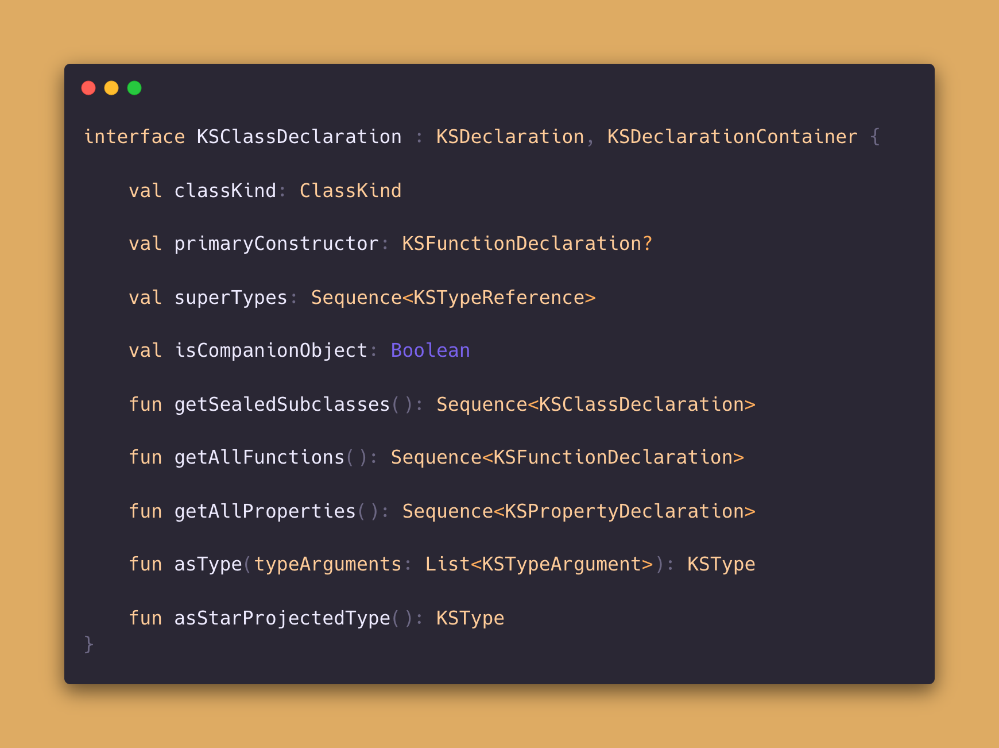 interface KSClassDeclaration : KSDeclaration, KSDeclarationContainer {
val classKind: ClassKind
val primaryConstructor: KSFunctionDeclaration?
val superTypes: Sequence<KSTypeReference>
val isCompanionObject: Boolean
fun getSealedSubclasses(): Sequence<KSClassDeclaration>
fun getAllFunctions(): Sequence<KSFunctionDeclaration>
fun getAllProperties(): Sequence<KSPropertyDeclaration>
fun asType(typeArguments: List<KSTypeArgument>): KSType
fun asStarProjectedType(): KSType
}